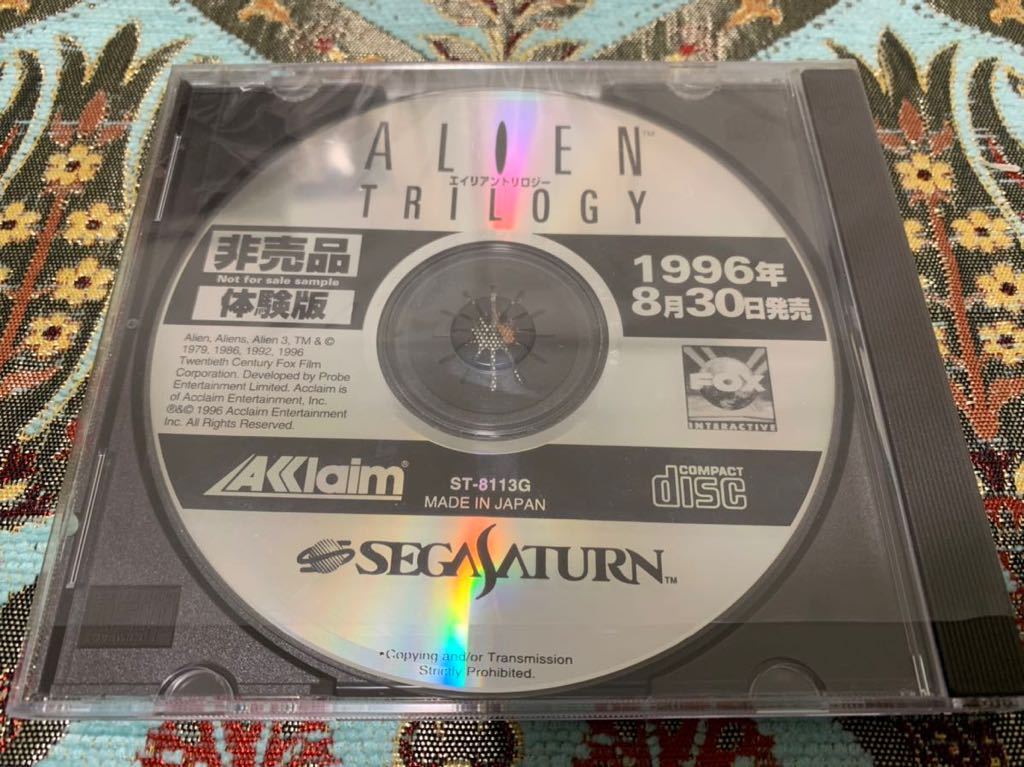 ALIEN™
エイリアントリロジー
TRILOGY
非売品
Not for sale sample
体験版
1996年
8月30日発売
Alien, Aliens, Alien 3, TM & ©
1979, 1986, 1992, 1996
Twentieth Century Fox Film
Corporation. Developed by Probe
Entertainment Limited. Acclaim is
of Acclaim Entertainment, Inc.
®&© 1996 Acclaim Entertainment
Inc. All Rights Reserved.
FOX
INTERACTIVE
AKKlaim®
ST-8113G
MADE IN JAPAN
COMPACT
disc
SEGA SATURN™
*Copying and/or Transmission
Strictly Prohibited.